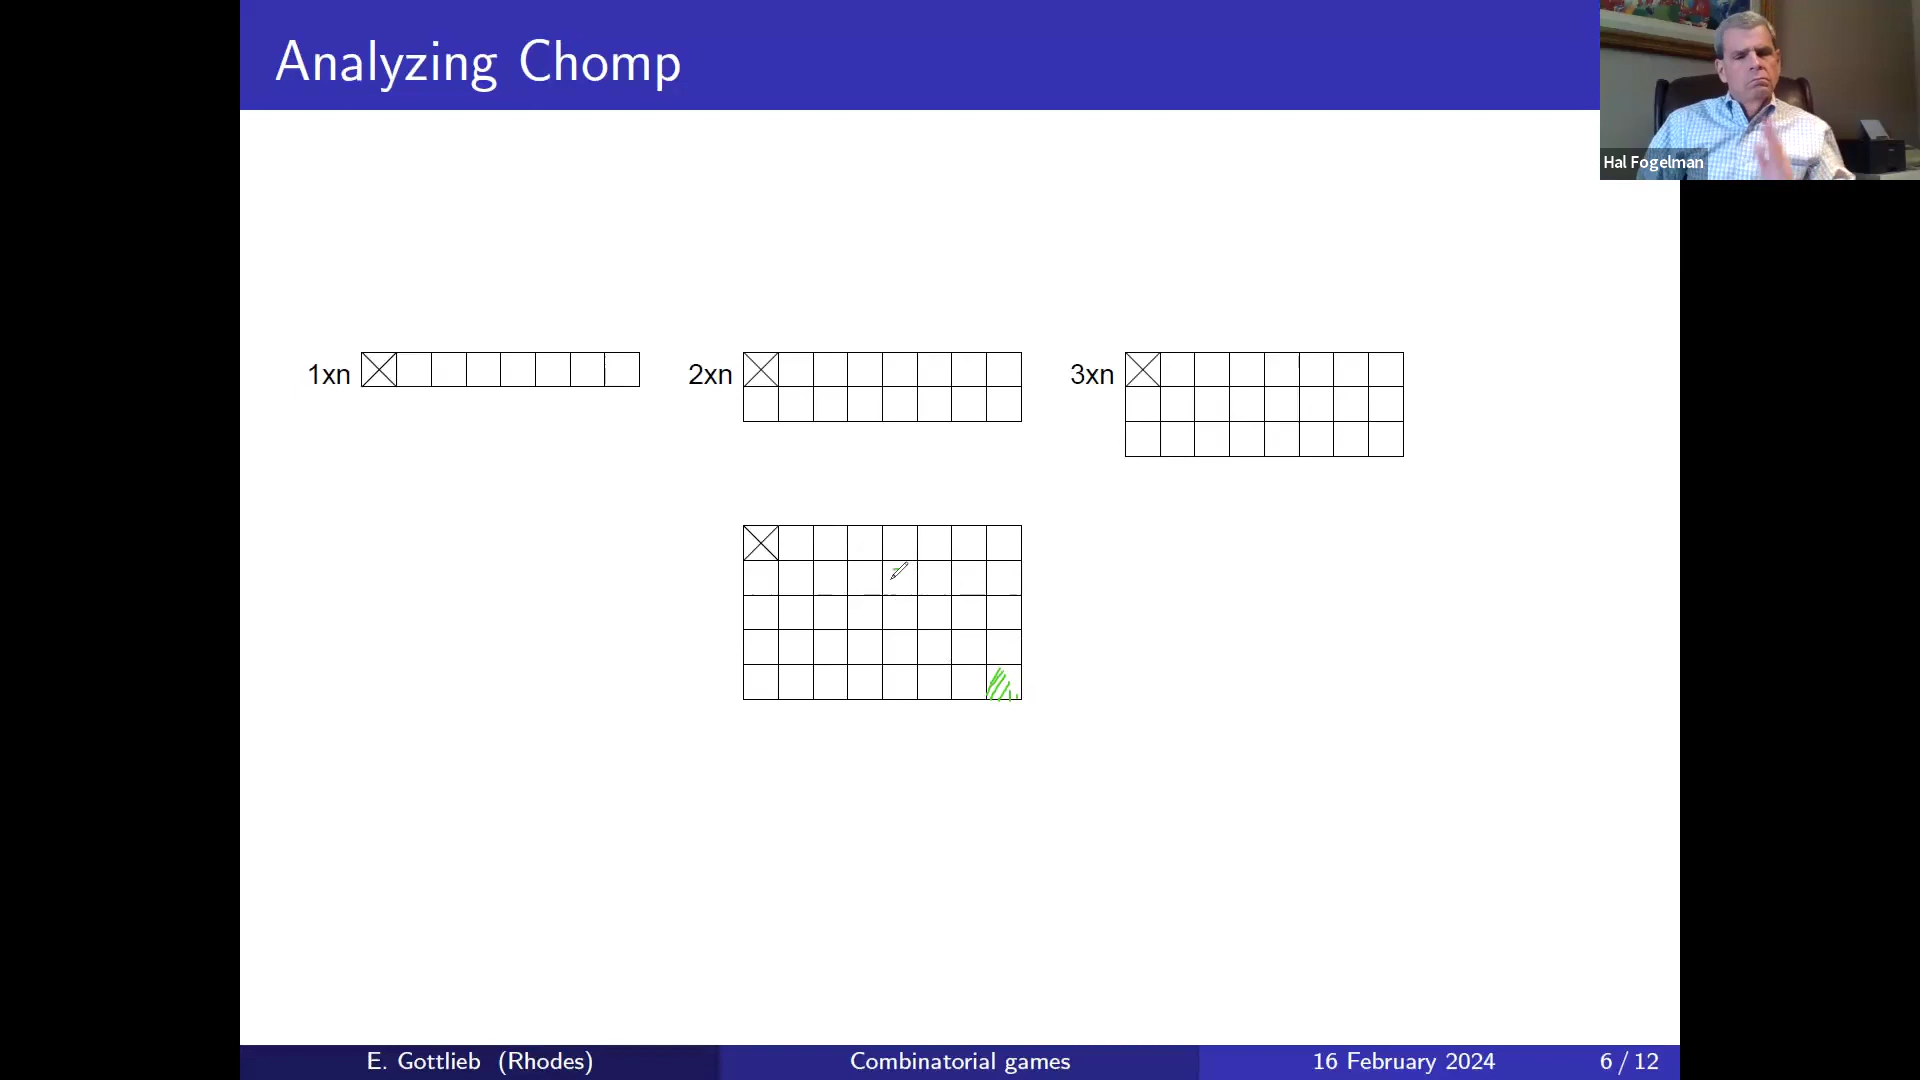 Analyzing Chomp
Hal Fogelman
1xn
2xn
3xn
E. Gottlieb (Rhodes)
Combinatorial games
16 February 2024
6 / 12